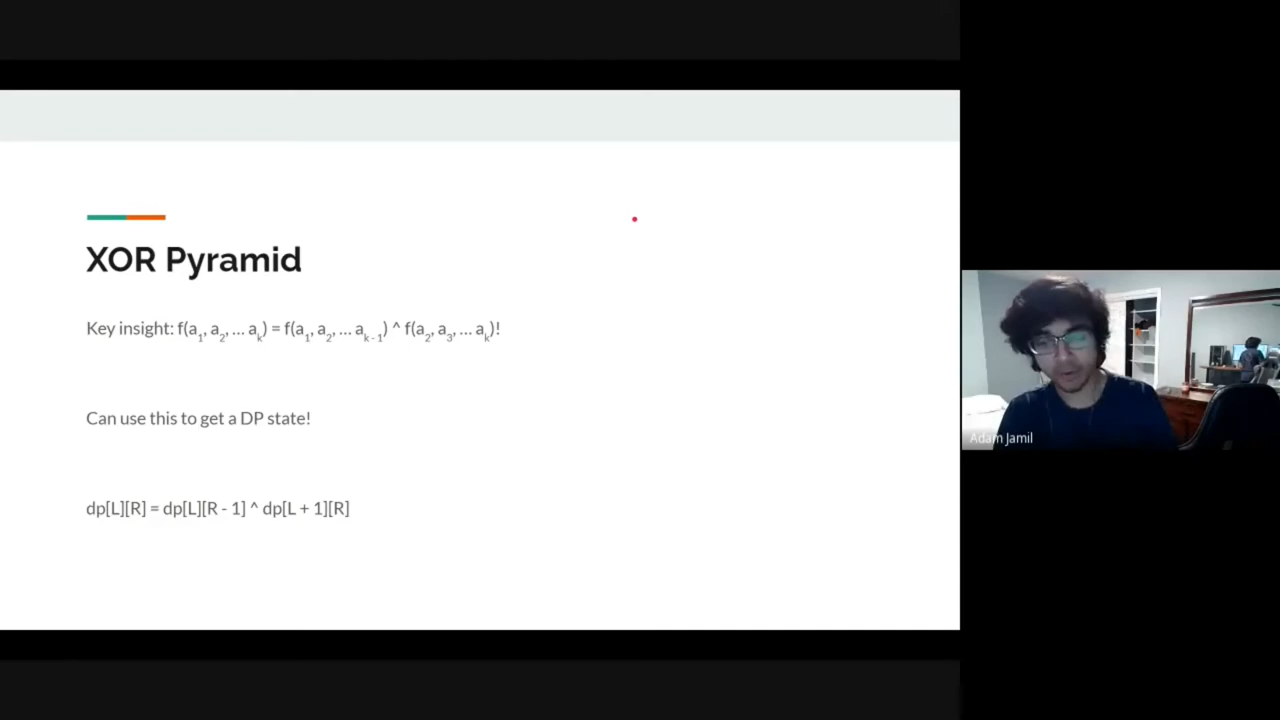 XOR Pyramid
Key insight: f(a₁, a₂, ... aₖ) = f(a₁, a₂, ... aₖ ₋ ₁) ^ f(a₂, a₃, ... aₖ)!
Can use this to get a DP state!
dp[L][R] = dp[L][R - 1] ^ dp[L + 1][R]
Adam Jamil